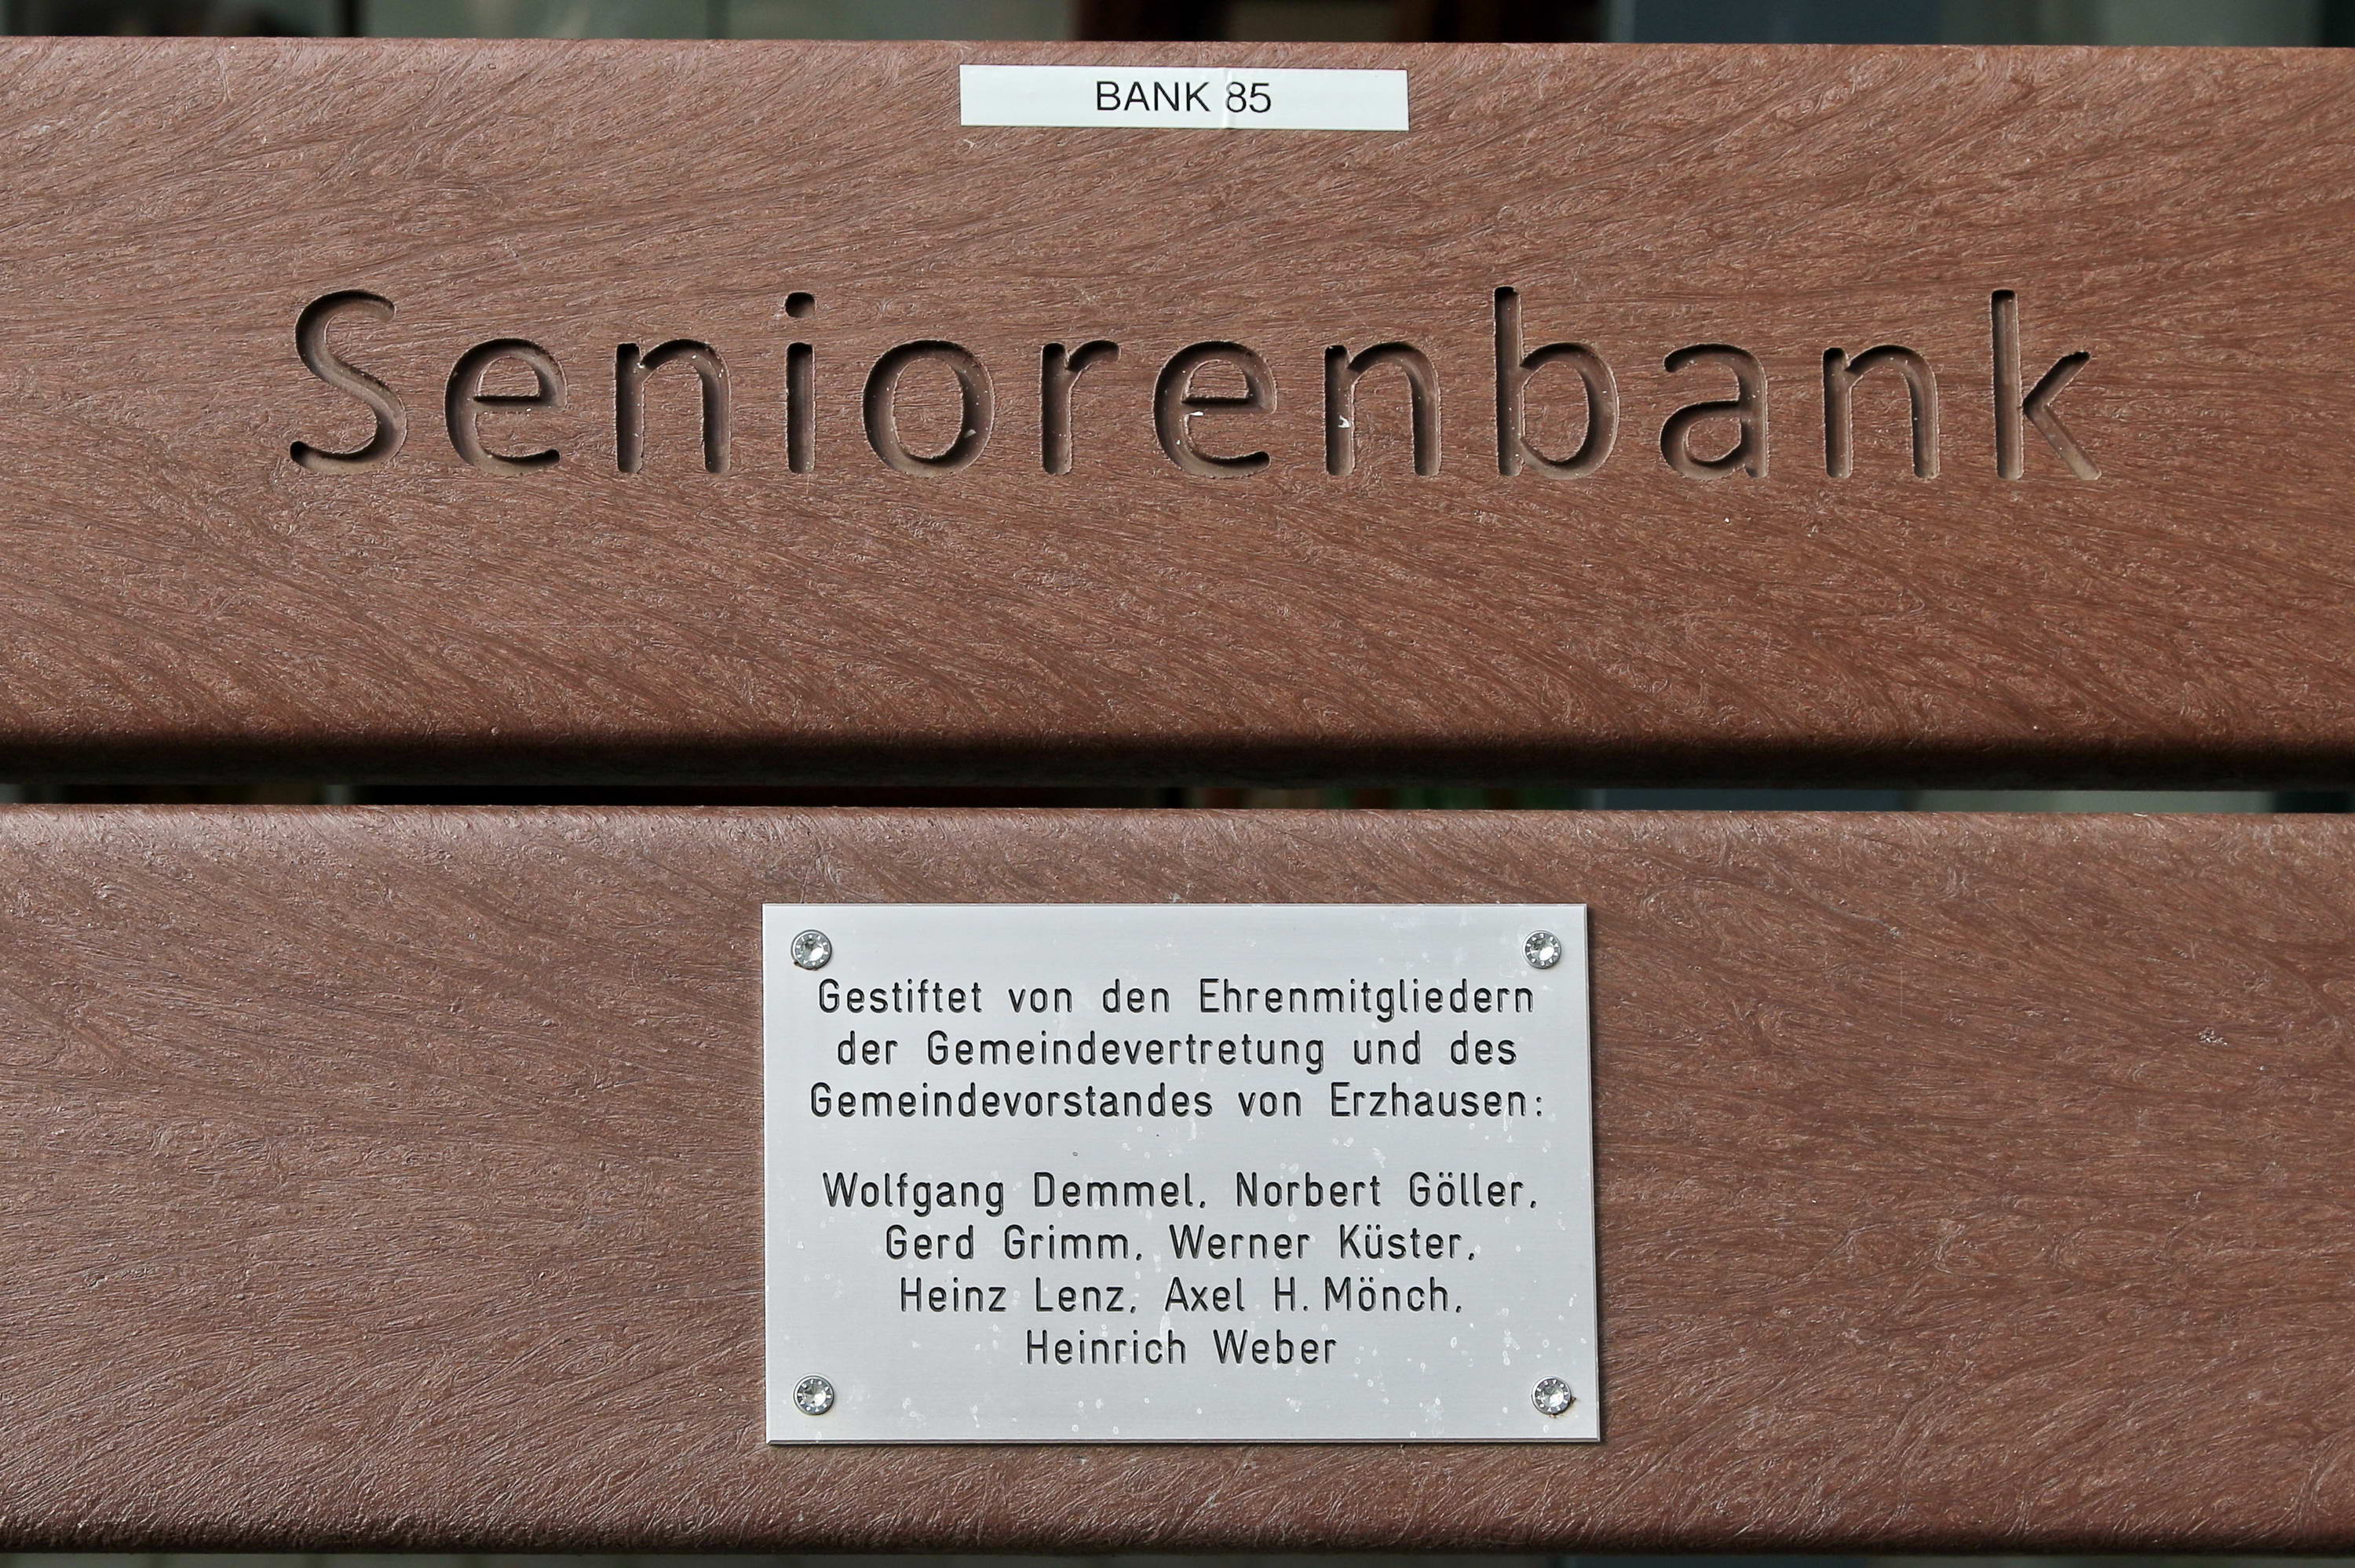 BANK 85
Seniorenbank
Gestiftet von den Ehrenmitgliedern
der Gemeindevertretung und des
Gemeindevorstandes von Erzhausen:
Wolfgang Demmel, Norbert Göller,
Gerd Grimm, Werner Küster,
Heinz Lenz, Axel H. Mönch,
Heinrich Weber